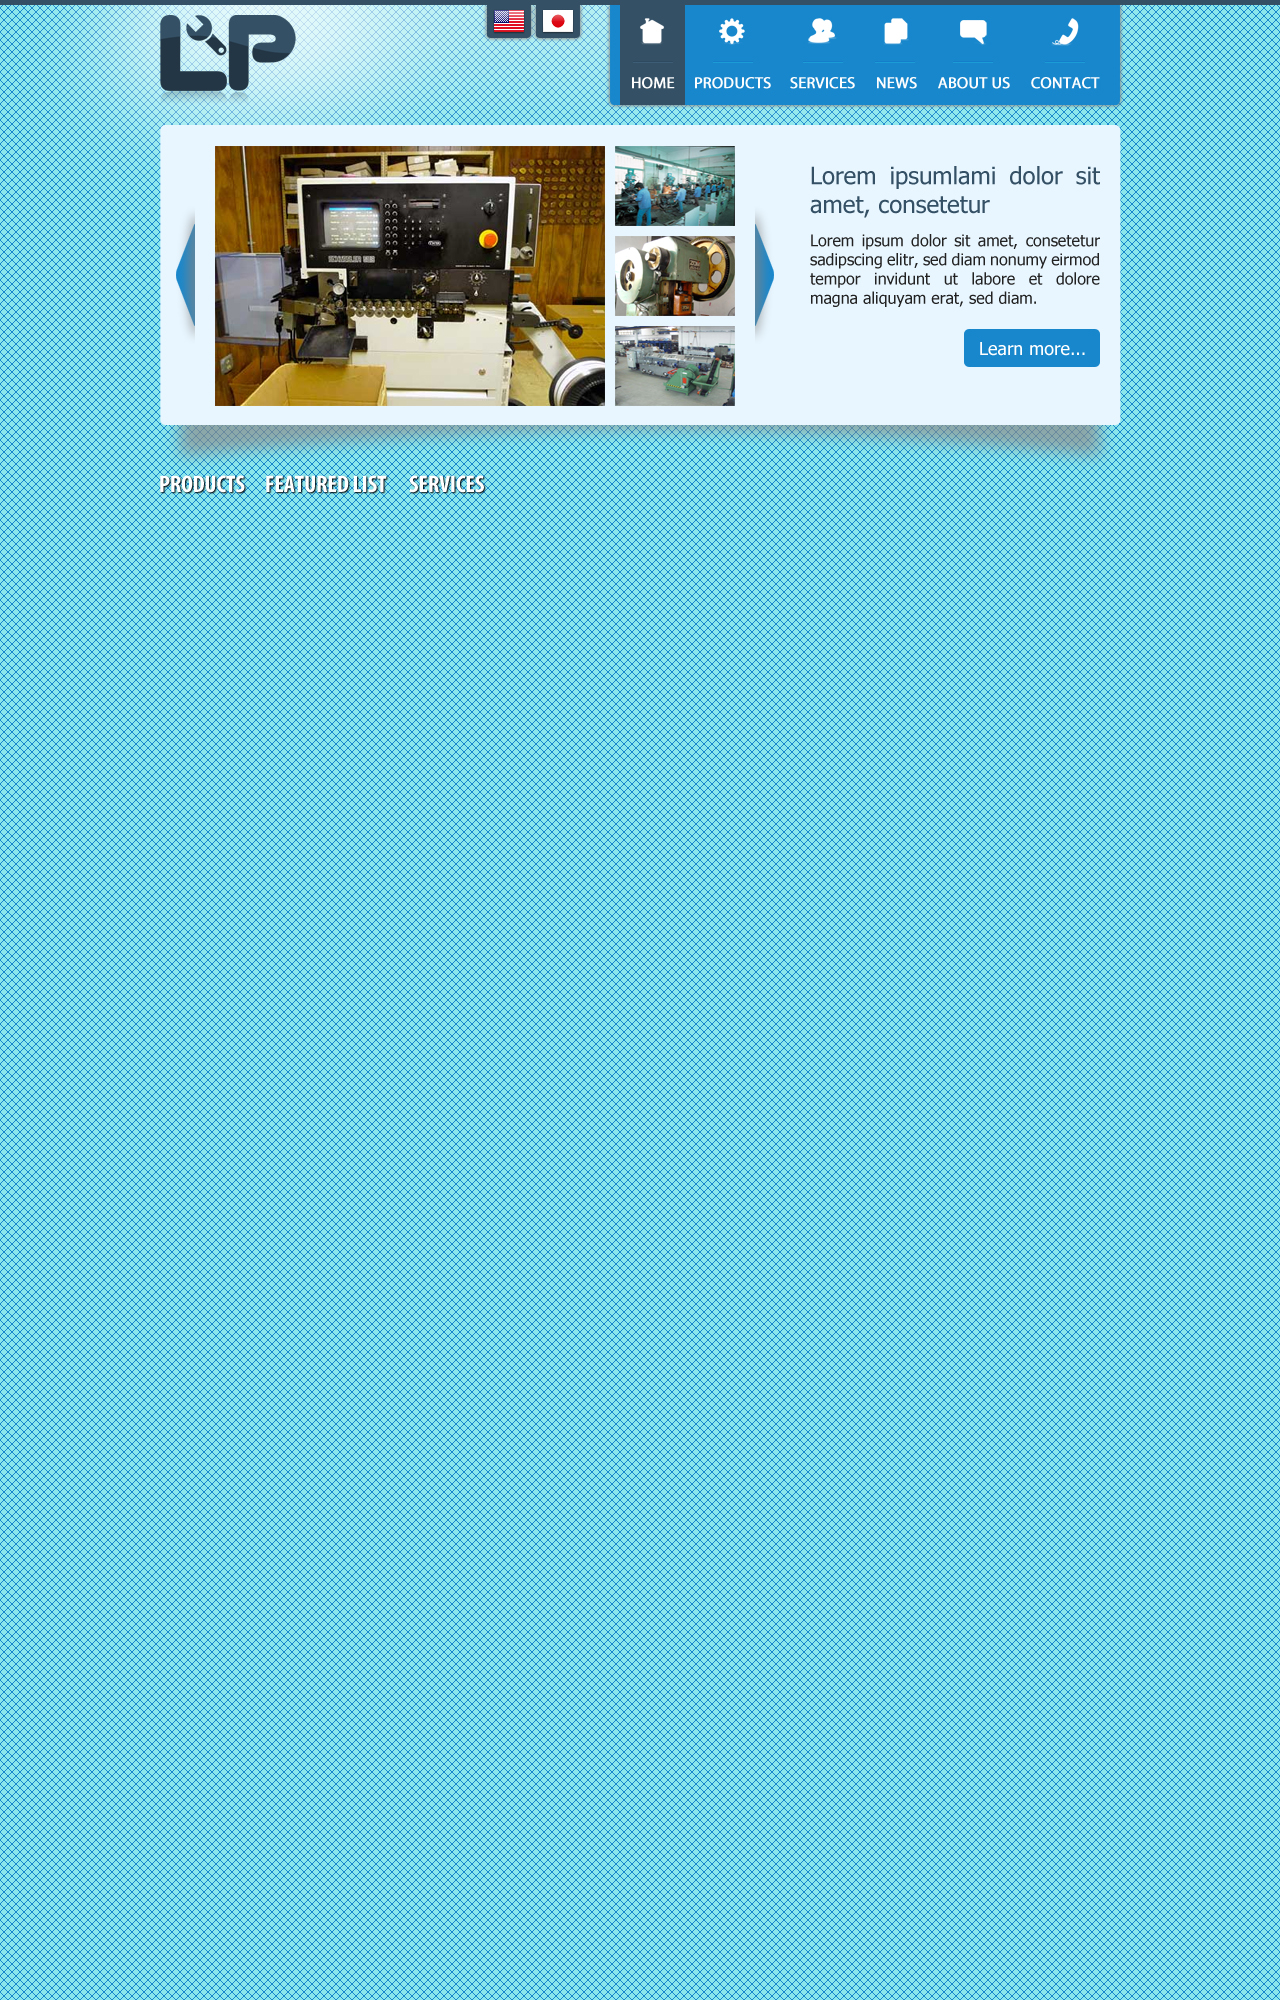 LP
HOME PRODUCTS SERVICES NEWS ABOUT US CONTACT
Lorem ipsumlami dolor sit
amet, consetetur
Lorem ipsum dolor sit amet, consetetur
sadipscing elitr, sed diam nonumy eirmod
tempor invidunt ut labore et dolore
magna aliquyam erat, sed diam.
Learn more...
PRODUCTS FEATURED LIST SERVICES